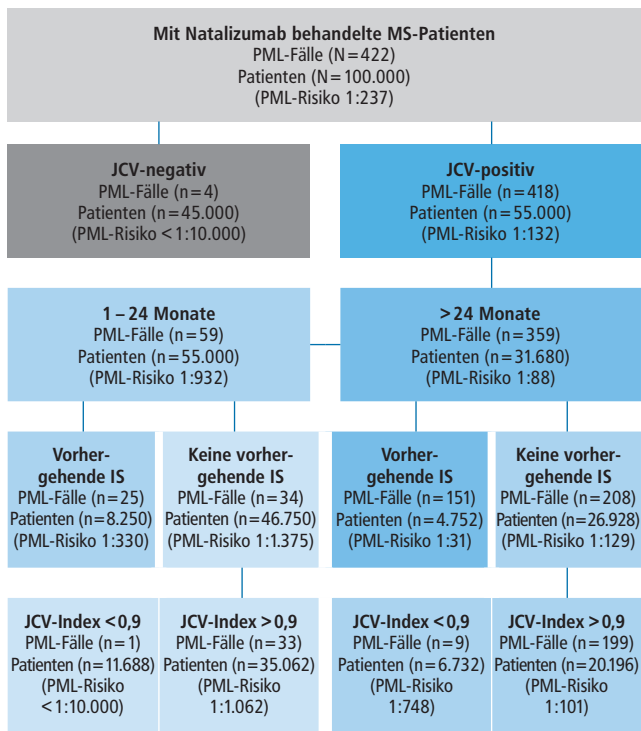 Mit Natalizumab behandelte MS-Patienten
PML-Fälle (N = 422)
Patienten (N = 100.000)
(PML-Risiko 1:237)
JCV-negativ
PML-Fälle (n = 4)
Patienten (n = 45.000)
(PML-Risiko < 1:10.000)
JCV-positiv
PML-Fälle (n = 418)
Patienten (n = 55.000)
(PML-Risiko 1:132)
1 – 24 Monate
PML-Fälle (n = 59)
Patienten (n = 55.000)
(PML-Risiko 1:932)
> 24 Monate
PML-Fälle (n = 359)
Patienten (n = 31.680)
(PML-Risiko 1:88)
Vorher-
gehende IS
PML-Fälle (n = 25)
Patienten (n = 8.250)
(PML-Risiko 1:330)
Keine vorher-
gehende IS
PML-Fälle (n = 34)
Patienten (n = 46.750)
(PML-Risiko 1:1.375)
Vorher-
gehende IS
PML-Fälle (n = 151)
Patienten (n = 4.752)
(PML-Risiko 1:31)
Keine vorher-
gehende IS
PML-Fälle (n = 208)
Patienten (n = 26.928)
(PML-Risiko 1:129)
JCV-Index < 0,9
PML-Fälle (n = 1)
Patienten (n = 11.688)
(PML-Risiko
< 1:10.000)
JCV-Index > 0,9
PML-Fälle (n = 33)
Patienten (n = 35.062)
(PML-Risiko
1:1.062)
JCV-Index < 0,9
PML-Fälle (n = 9)
Patienten (n = 6.732)
(PML-Risiko
1:748)
JCV-Index > 0,9
PML-Fälle (n = 199)
Patienten (n = 20.196)
(PML-Risiko
1:101)